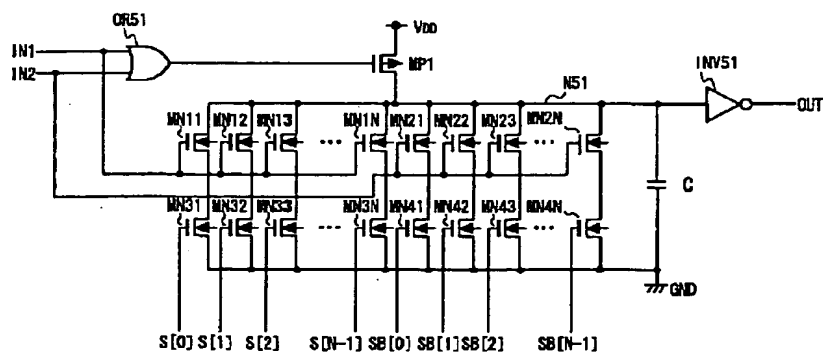 OR51
VDD
IN1
IN2
MP1
INV51
N51
OUT
MN11 MN12 MN13 ... MN1N MN21 MN22 MN23 ... MN2N
C
MN31 MN32 MN33 ... MN3N MN41 MN42 MN43 ... MN4N
GND
S[0] S[1] S[2] S[N-1] SB[0] SB[1] SB[2] SB[N-1]